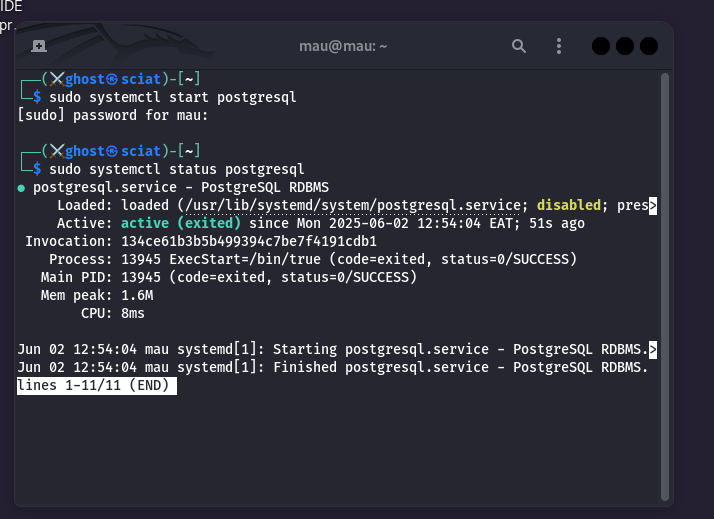 IDE
pr.
mau@mau: ~
┌──(⚔ghost㉿sciat)-[~]
└─$ sudo systemctl start postgresql
[sudo] password for mau:
┌──(⚔ghost㉿sciat)-[~]
└─$ sudo systemctl status postgresql
● postgresql.service - PostgreSQL RDBMS
Loaded: loaded (/usr/lib/systemd/system/postgresql.service; disabled; pres>
Active: active (exited) since Mon 2025-06-02 12:54:04 EAT; 51s ago
Invocation: 134ce61b3b5b499394c7be7f4191cdb1
Process: 13945 ExecStart=/bin/true (code=exited, status=0/SUCCESS)
Main PID: 13945 (code=exited, status=0/SUCCESS)
Mem peak: 1.6M
CPU: 8ms
Jun 02 12:54:04 mau systemd[1]: Starting postgresql.service - PostgreSQL RDBMS.>
Jun 02 12:54:04 mau systemd[1]: Finished postgresql.service - PostgreSQL RDBMS.
lines 1-11/11 (END)